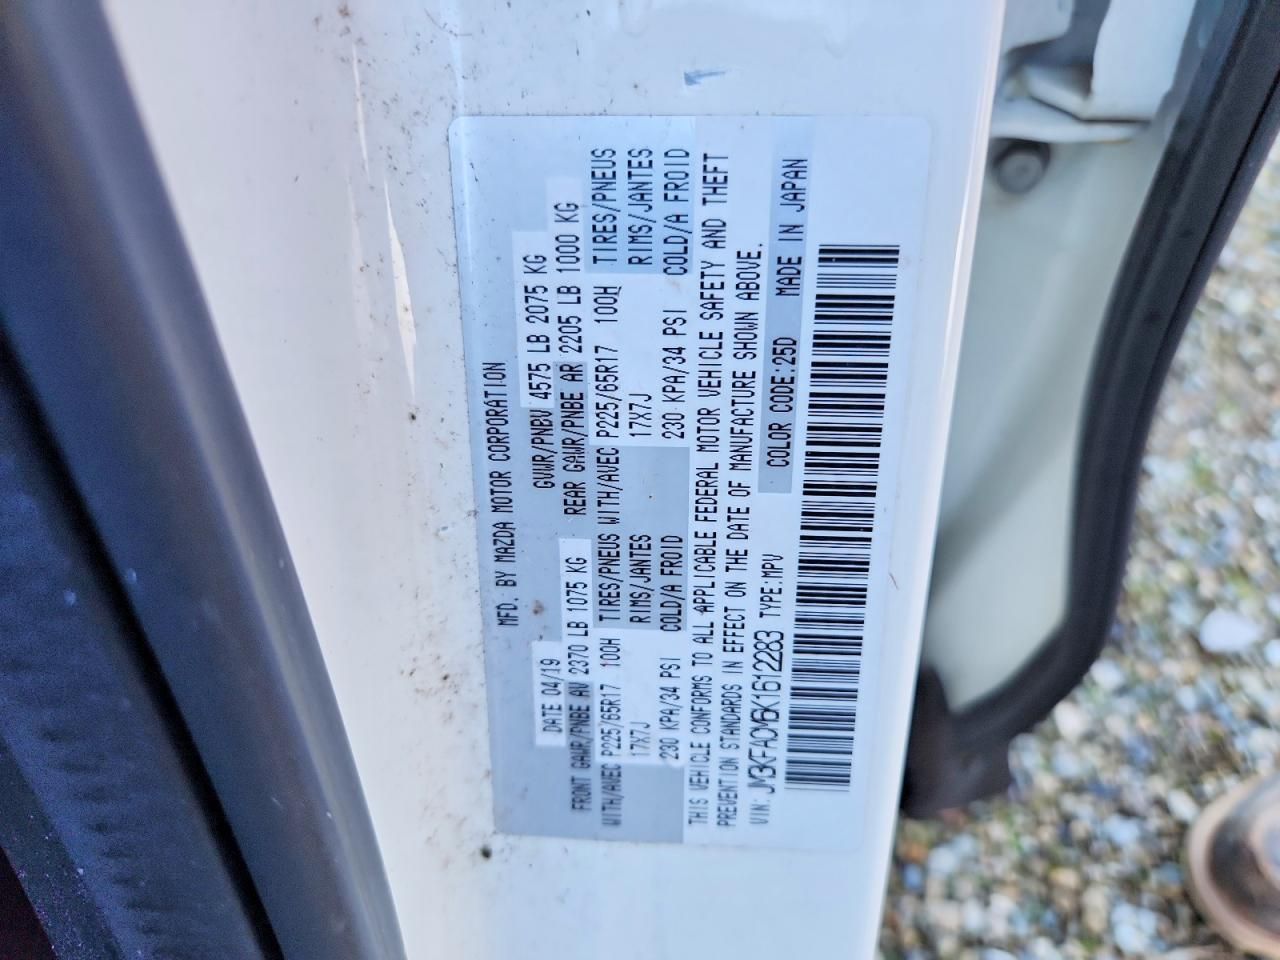 MFD. BY MAZDA MOTOR CORPORATION
DATE 04/19 GVWR/PNBV 4575 LB 2075 KG
FRONT GAWR/PNBE AV 2370 LB 1075 KG REAR GAWR/PNBE AR 2205 LB 1000 KG
WITH/AVEC P225/65R17 100H TIRES/PNEUS WITH/AVEC P225/65R17 100H TIRES/PNEUS
17X7J RIMS/JANTES 17X7J RIMS/JANTES
230 KPA/34 PSI COLD/A FROID 230 KPA/34 PSI COLD/A FROID
THIS VEHICLE CONFORMS TO ALL APPLICABLE FEDERAL MOTOR VEHICLE SAFETY AND THEFT
PREVENTION STANDARDS IN EFFECT ON THE DATE OF MANUFACTURE SHOWN ABOVE.
VIN: JM3KFACM6K1612283 TYPE:MPV COLOR CODE:25D MADE IN JAPAN